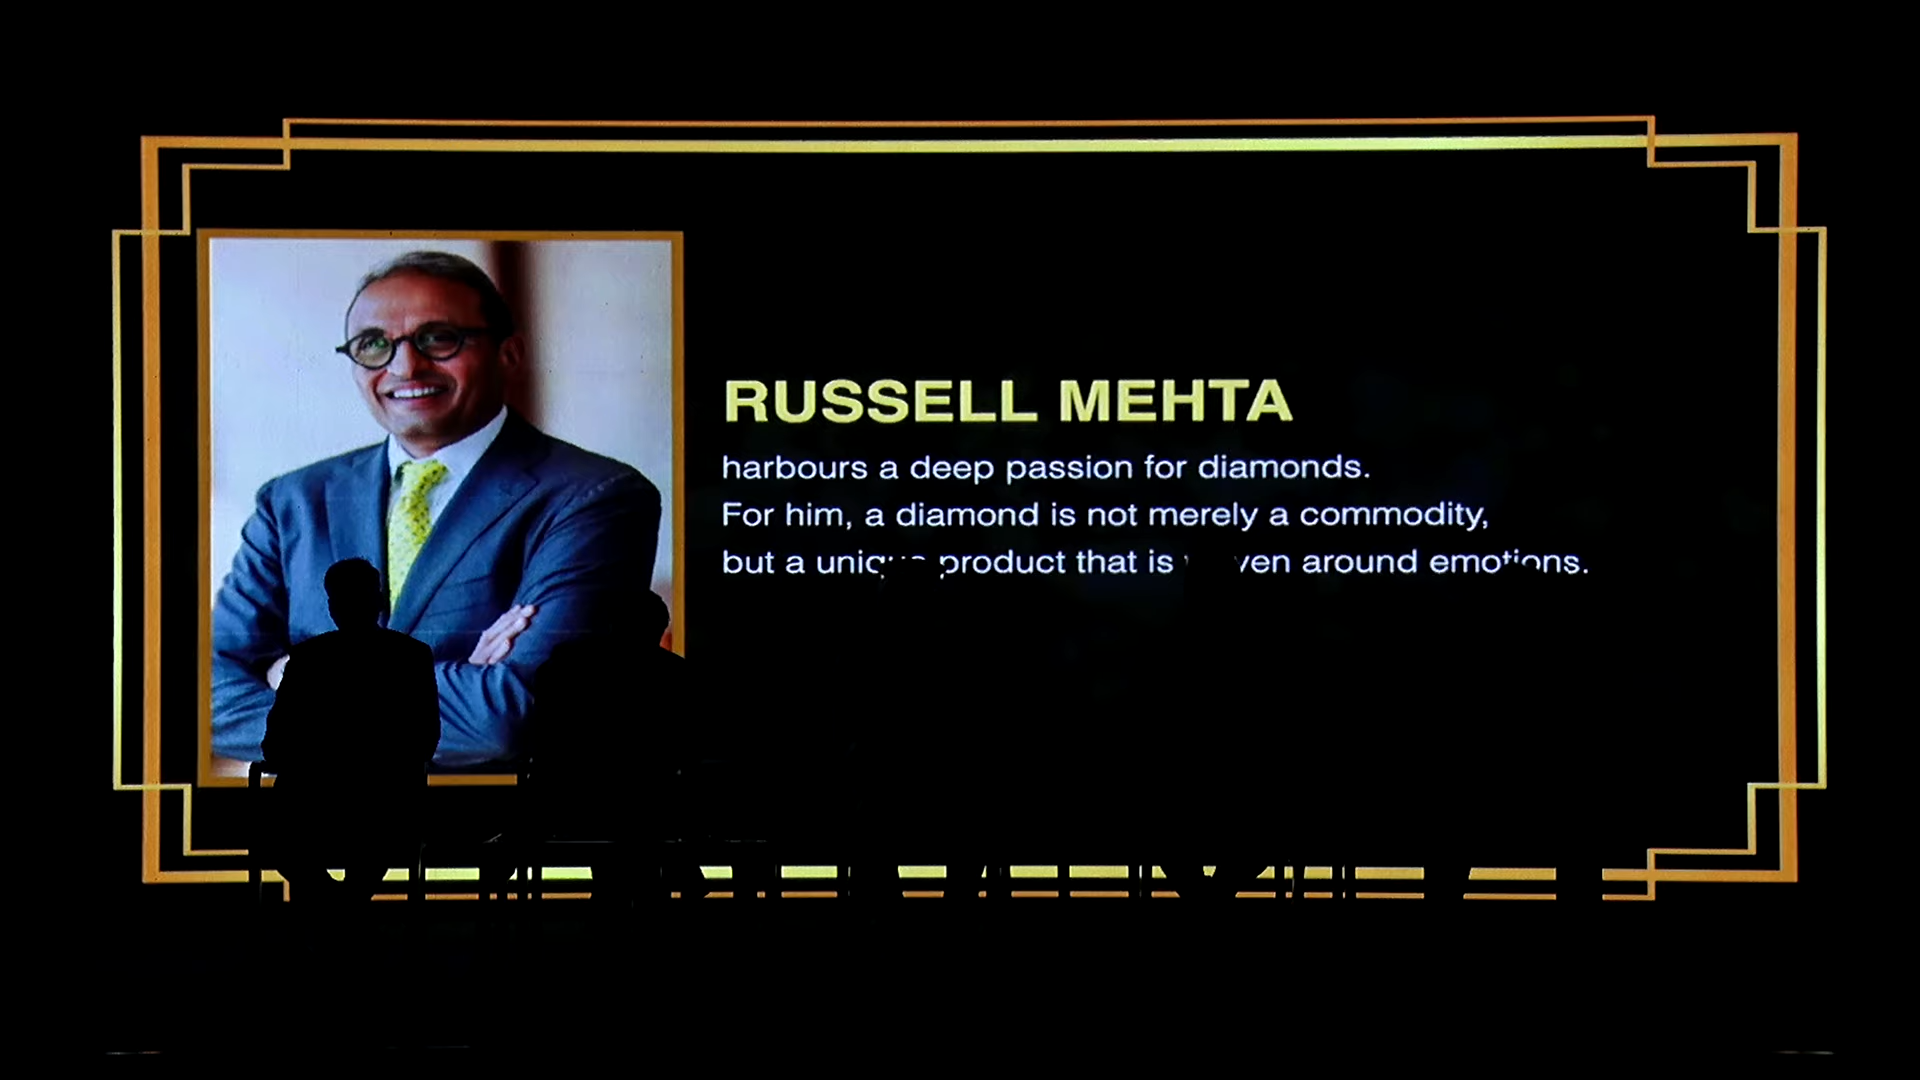 RUSSELL MEHTA
harbours a deep passion for diamonds.
For him, a diamond is not merely a commodity,
but a unique product that is woven around emotions.